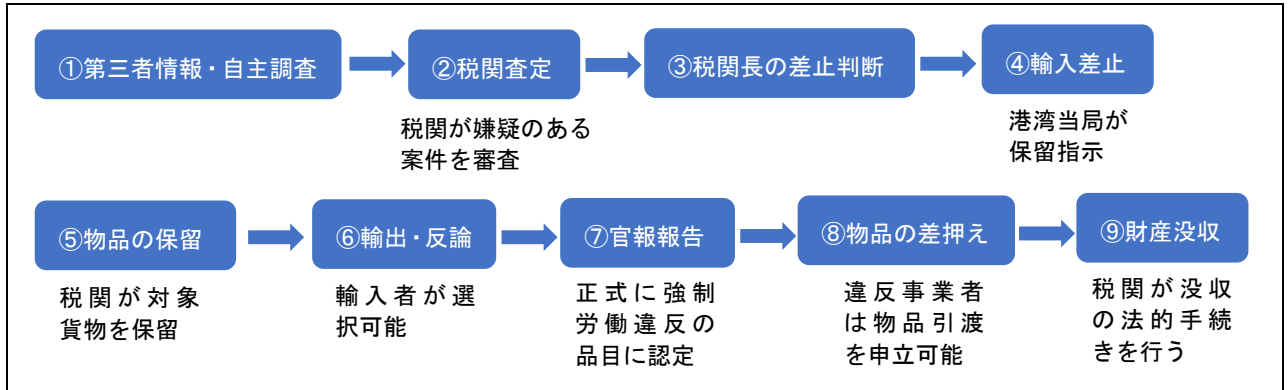 ①第三者情報・自主調査
②税関査定
税関が嫌疑のある
案件を審査
③税関長の差止判断
④輸入差止
港湾当局が
保留指示
⑤物品の保留
税関が対象
貨物を保留
⑥輸出・反論
輸入者が選
択可能
⑦官報報告
正式に強制
労働違反の
品目に認定
⑧物品の差押え
違反事業者
は物品引渡
を申立可能
⑨財産没収
税関が没収
の法的手続
きを行う